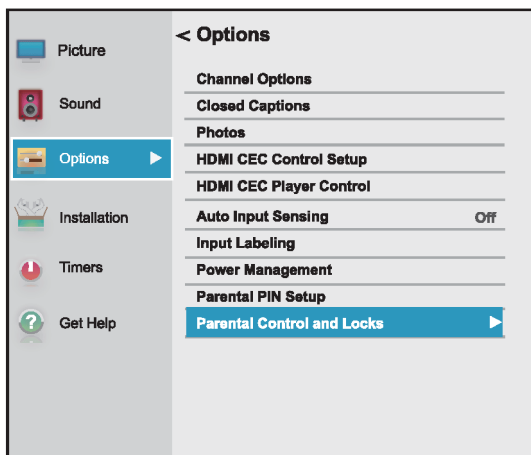 Picture
Sound
Options
Installation
Timers
Get Help
< Options
Channel Options
Closed Captions
Photos
HDMI CEC Control Setup
HDMI CEC Player Control
Auto Input Sensing Off
Input Labeling
Power Management
Parental PIN Setup
Parental Control and Locks